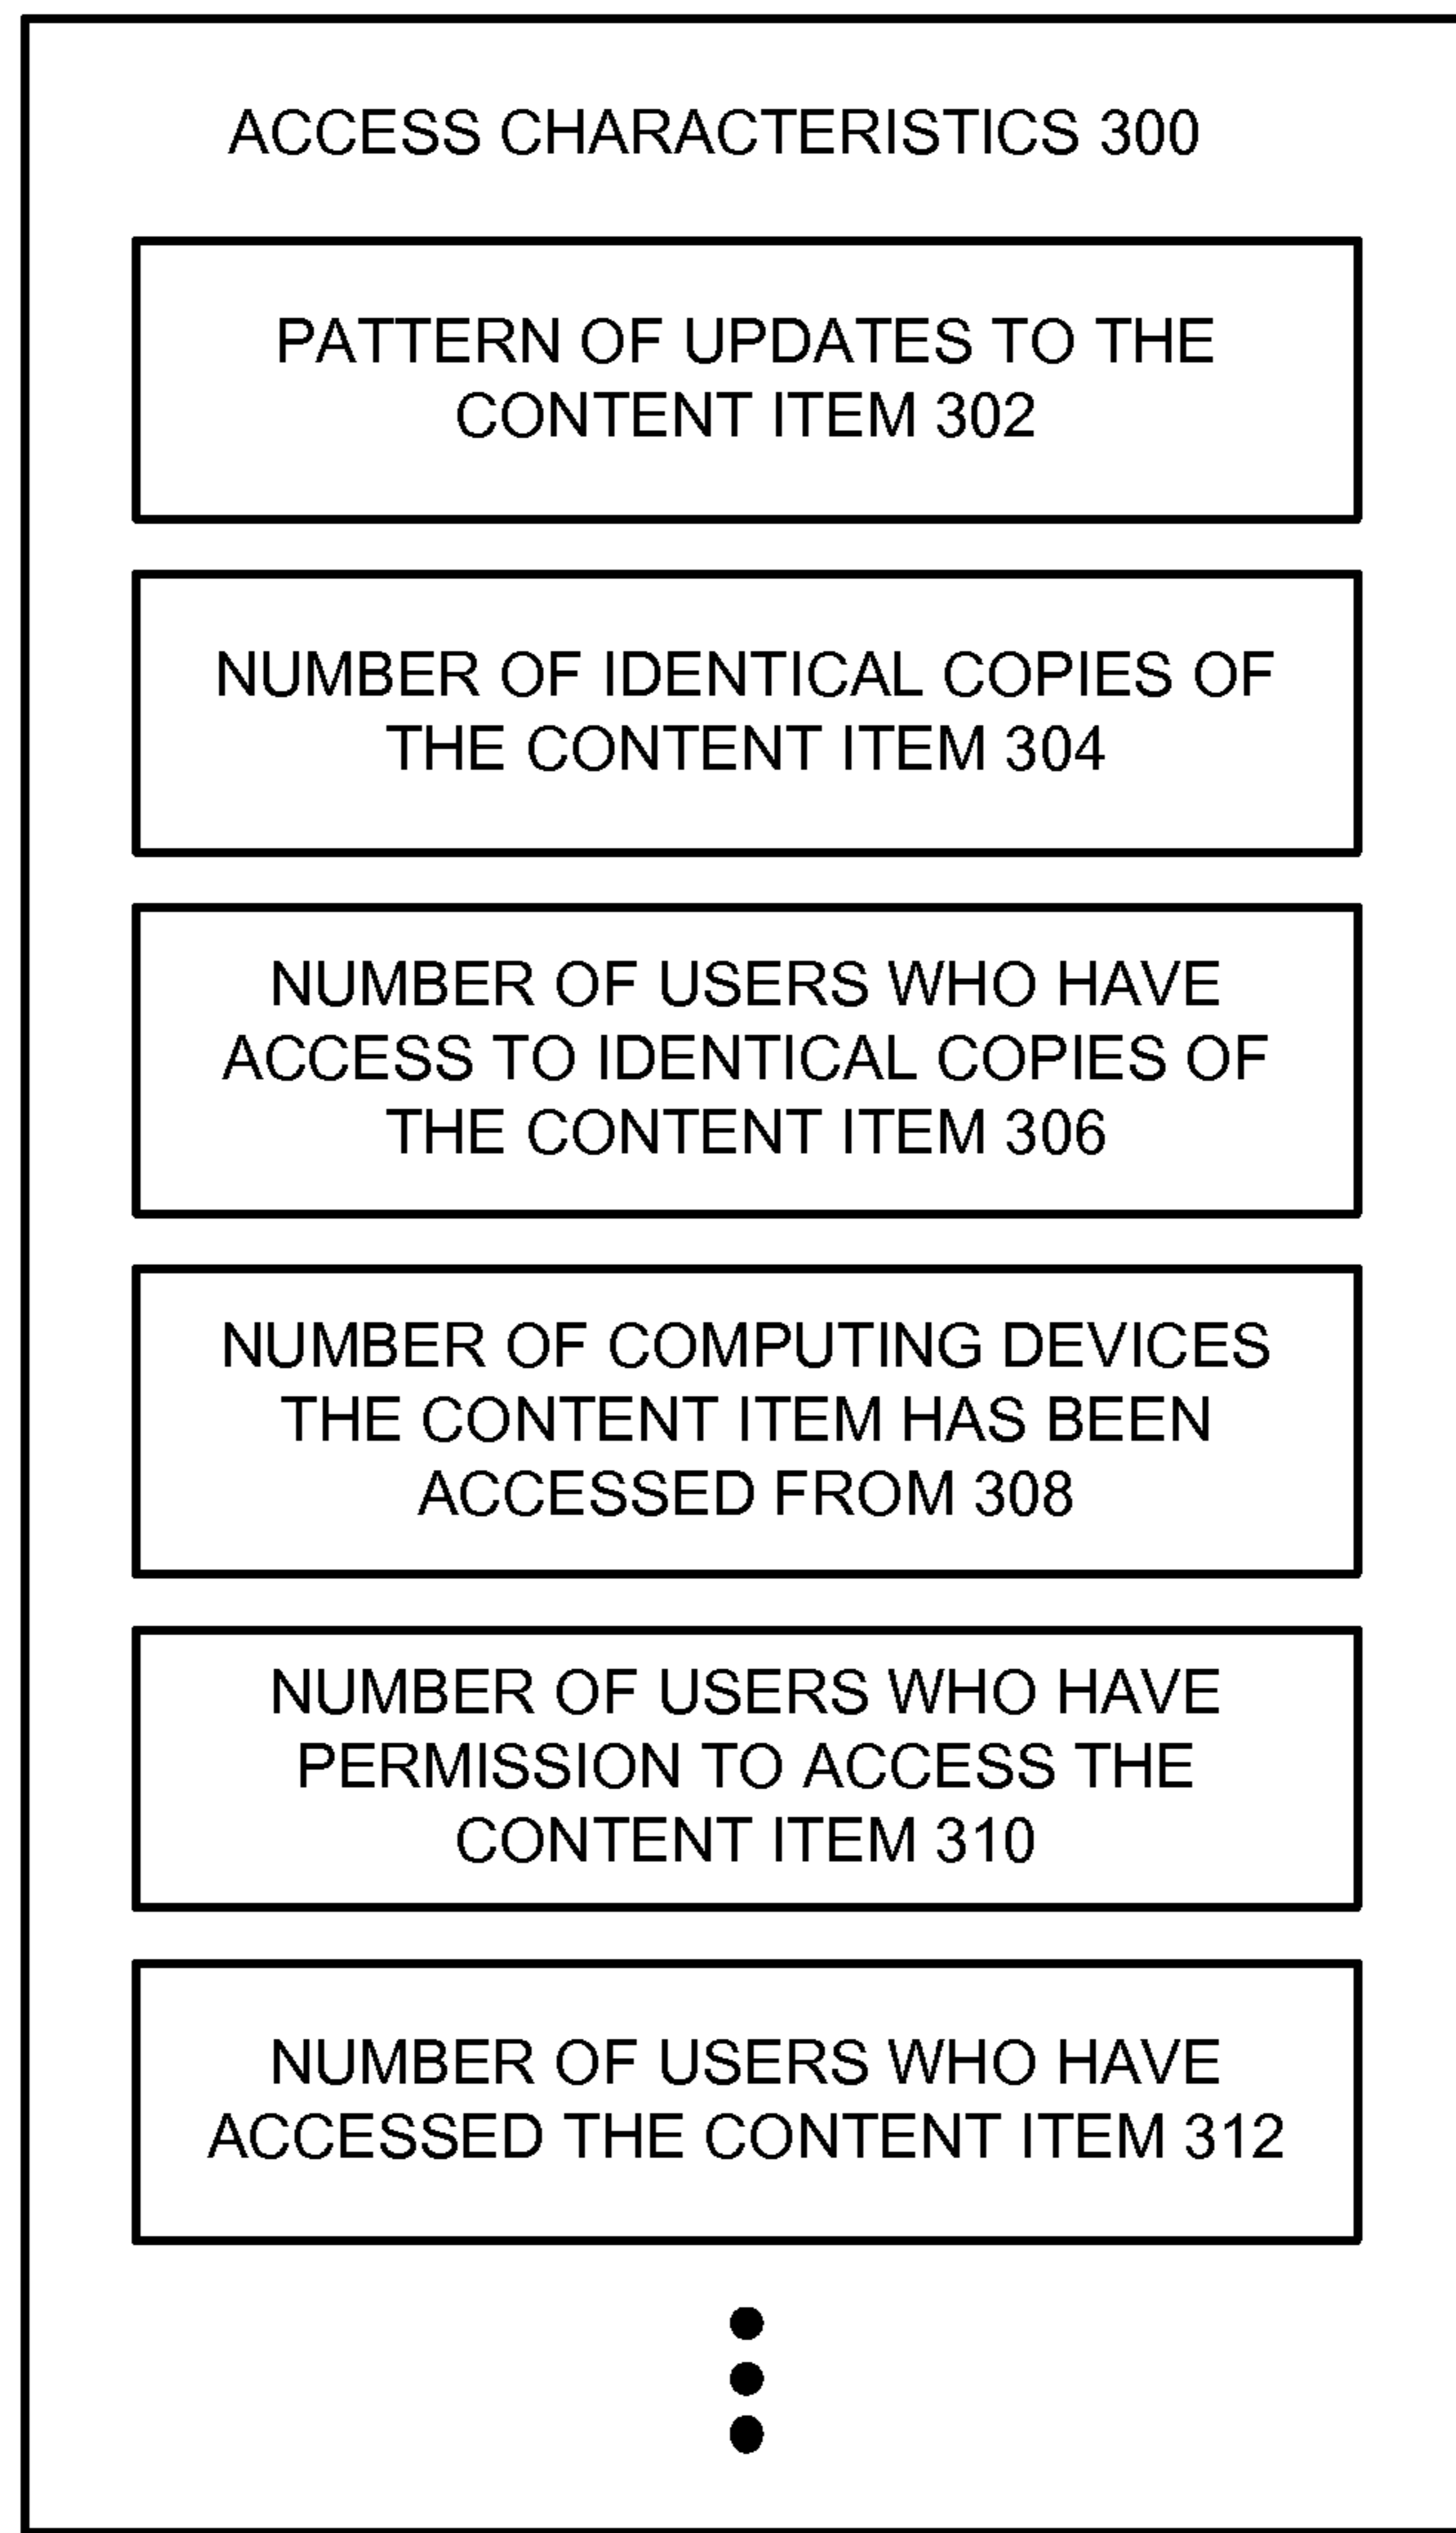 ACCESS CHARACTERISTICS 300
PATTERN OF UPDATES TO THE
CONTENT ITEM 302
NUMBER OF IDENTICAL COPIES OF
THE CONTENT ITEM 304
NUMBER OF USERS WHO HAVE
ACCESS TO IDENTICAL COPIES OF
THE CONTENT ITEM 306
NUMBER OF COMPUTING DEVICES
THE CONTENT ITEM HAS BEEN
ACCESSED FROM 308
NUMBER OF USERS WHO HAVE
PERMISSION TO ACCESS THE
CONTENT ITEM 310
NUMBER OF USERS WHO HAVE
ACCESSED THE CONTENT ITEM 312